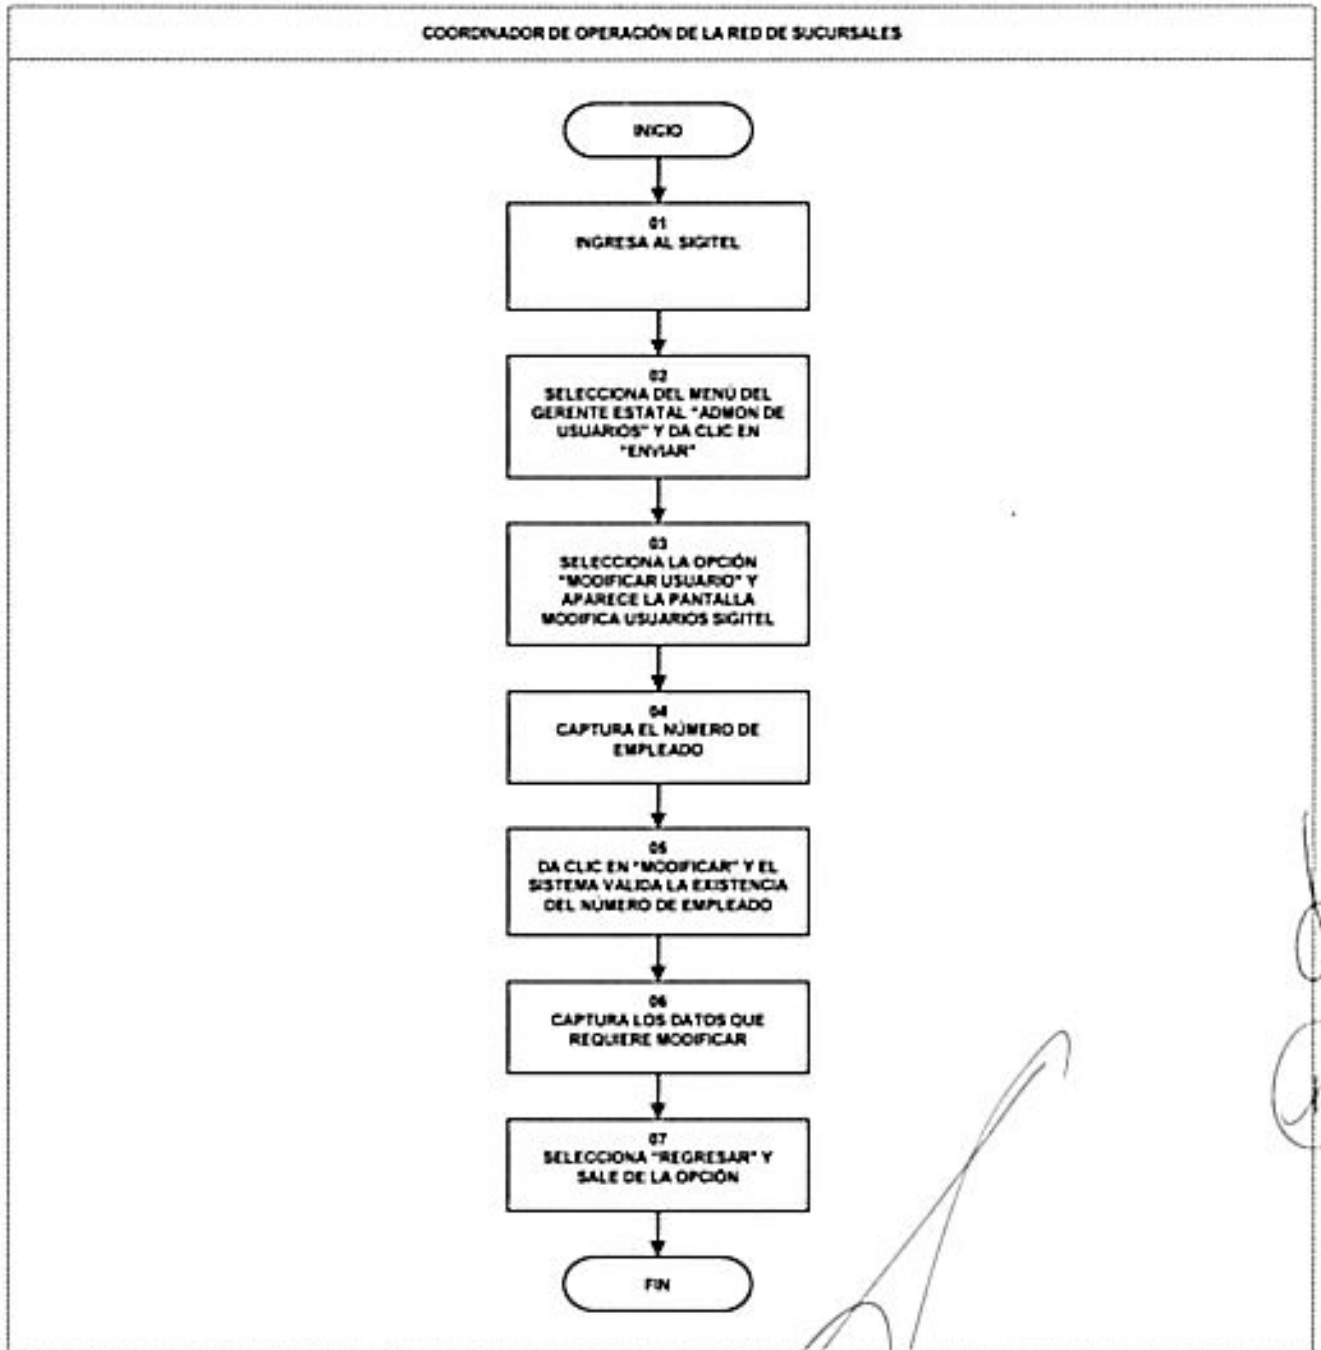 COORDINADOR DE OPERACIÓN DE LA RED DE SUCURSALES
INICIO
01
INGRESA AL SIGITEL
02
SELECCIONA DEL MENÚ DEL
GERENTE ESTATAL "ADMON DE
USUARIOS" Y DA CLIC EN
"ENVIAR"
03
SELECCIONA LA OPCIÓN
"MODIFICAR USUARIO" Y
APARECE LA PANTALLA
MODIFICA USUARIOS SIGITEL
04
CAPTURA EL NÚMERO DE
EMPLEADO
05
DA CLIC EN "MODIFICAR" Y EL
SISTEMA VALIDA LA EXISTENCIA
DEL NÚMERO DE EMPLEADO
06
CAPTURA LOS DATOS QUE
REQUIERE MODIFICAR
07
SELECCIONA "REGRESAR" Y
SALE DE LA OPCIÓN
FIN